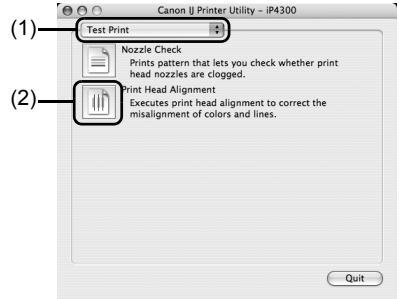 Canon IJ Printer Utility – iP4300
(1)
Test Print
Nozzle Check
Prints pattern that lets you check whether print
head nozzles are clogged.
(2)
Print Head Alignment
Executes print head alignment to correct the
misalignment of colors and lines.
Quit